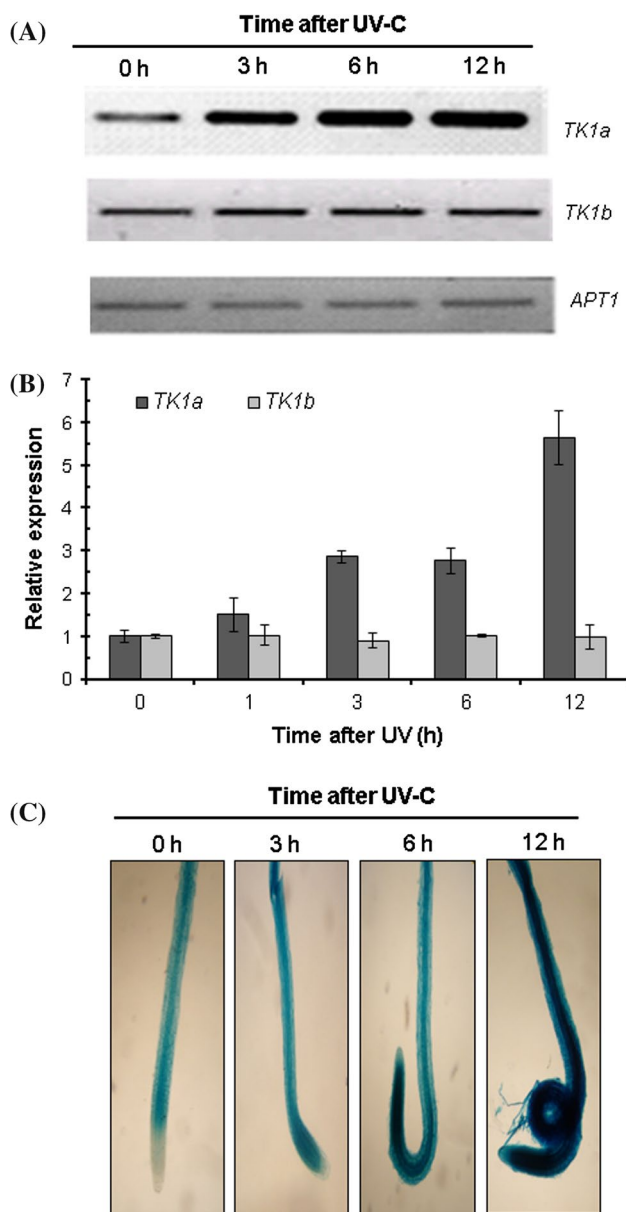 (A)
Time after UV-C
0 h 3 h 6 h 12 h
TK1a
TK1b
APT1
(B)
7
6
5
4
3
2
1
0
Relative expression
TK1a TK1b
0 1 3 6 12
Time after UV (h)
(C)
Time after UV-C
0 h 3 h 6 h 12 h